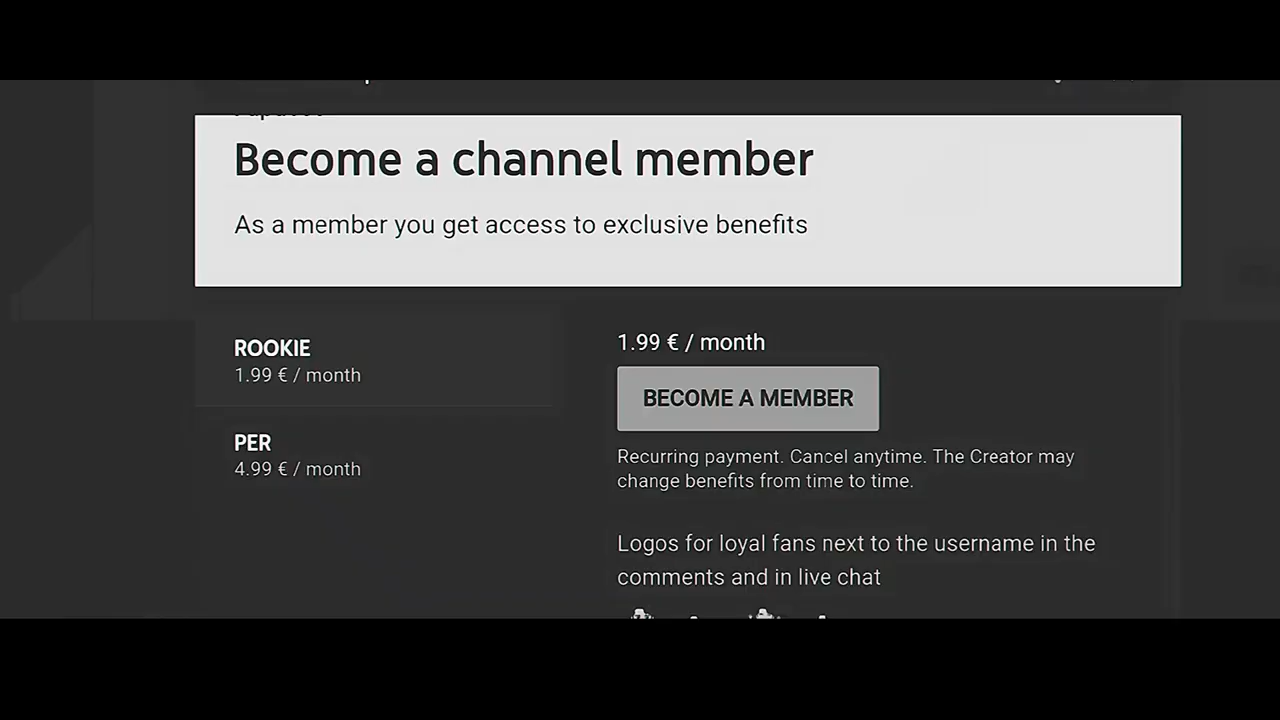 Become a channel member
As a member you get access to exclusive benefits
ROOKIE
1.99 € / month
PER
4.99 € / month
1.99 € / month
BECOME A MEMBER
Recurring payment. Cancel anytime. The Creator may
change benefits from time to time.
Logos for loyal fans next to the username in the
comments and in live chat